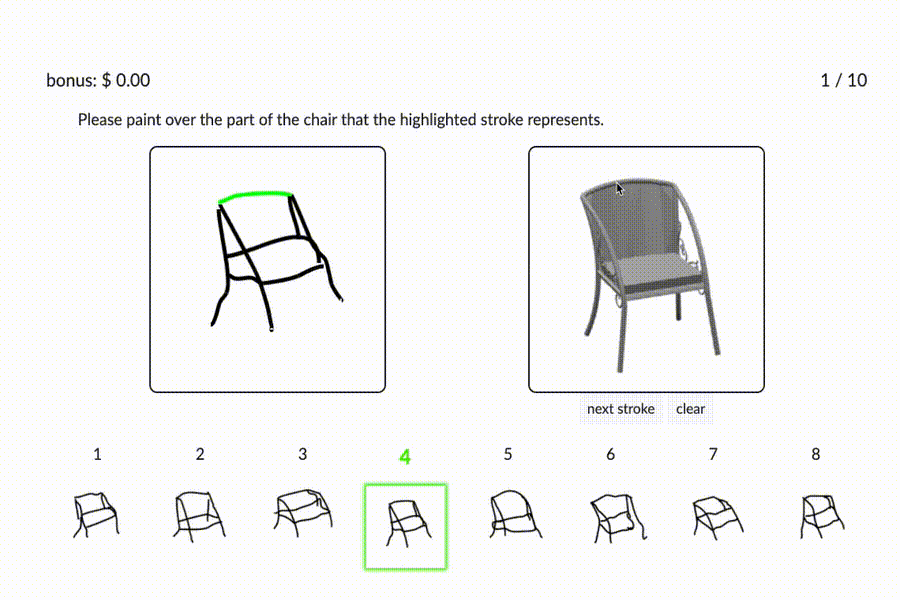 bonus: $ 0.00 1 / 10
Please paint over the part of the chair that the highlighted stroke represents.
next stroke clear
1 2 3 4 5 6 7 8